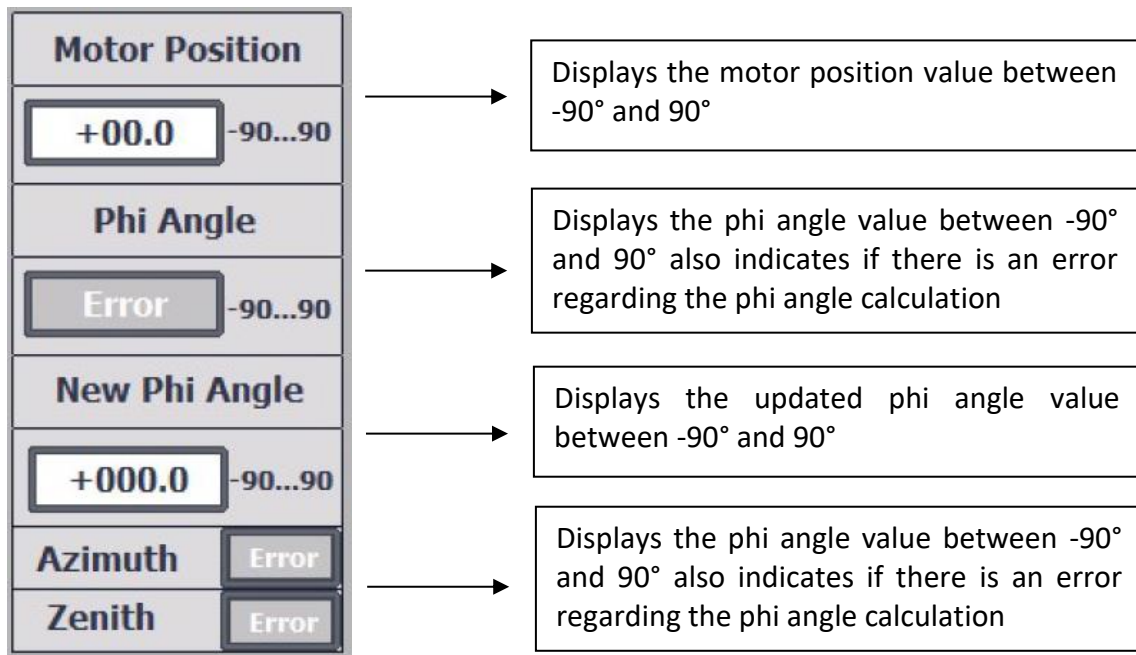 Motor Position
+00.0 -90...90
Displays the motor position value between
-90° and 90°
Phi Angle
Error -90...90
Displays the phi angle value between -90°
and 90° also indicates if there is an error
regarding the phi angle calculation
New Phi Angle
+000.0 -90...90
Displays the updated phi angle value
between -90° and 90°
Azimuth Error
Zenith Error
Displays the phi angle value between -90°
and 90° also indicates if there is an error
regarding the phi angle calculation